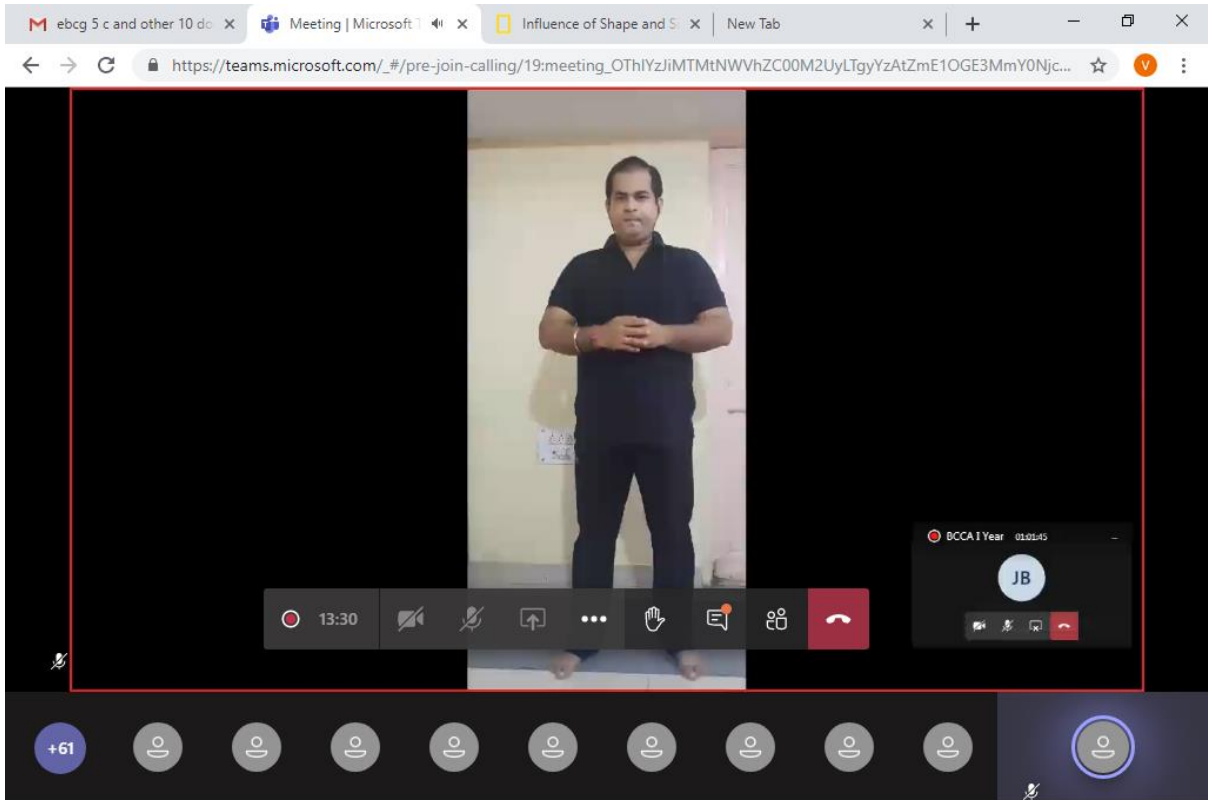 ebcg 5 c and other 10 do
Meeting | Microsoft T
Influence of Shape and S
New Tab
https://teams.microsoft.com/_#/pre-join-calling/19:meeting_OThIYzJiMTMtNWVhZC00M2UyLTgyYzAtZmE1OGE3MmY0Njc...
V
BCCA I Year 01:01:45
JB
13:30
+61